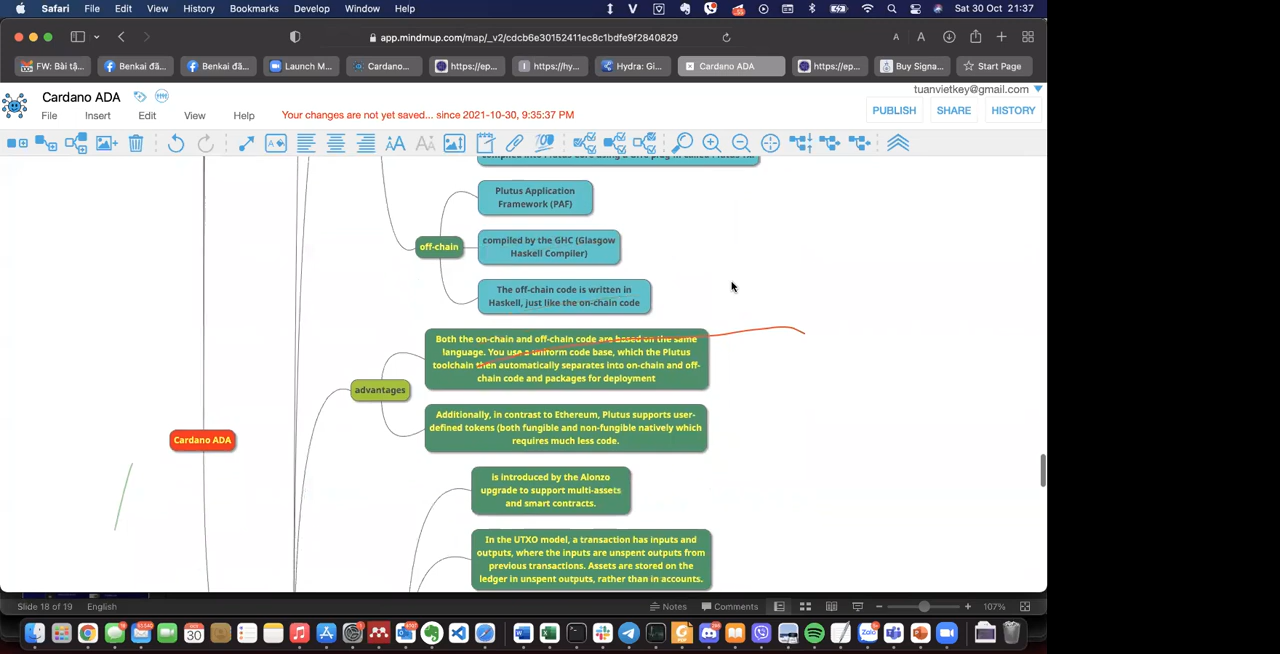 Safari File Edit View History Bookmarks Develop Window Help Sat 30 Oct 21:37
app.mindmup.com/map/_v2/cdcb6e30152411ec8c1bdfe9f2840829
FW: Bài tậ... Benkai đã... Benkai đã... Launch M... Cardano... https://ep... https://hy... Hydra: Gi... Cardano ADA https://ep... Buy Signa... Start Page
tuanvietkey@gmail.com
Cardano ADA
File Insert Edit View Help Your changes are not yet saved... since 2021-10-30, 9:35:37 PM
PUBLISH SHARE HISTORY
Plutus Application
Framework (PAF)
off-chain
compiled by the GHC (Glasgow
Haskell Compiler)
The off-chain code is written in
Haskell, just like the on-chain code
Both the on-chain and off-chain code are based on the same
language. You use a uniform code base, which the Plutus
toolchain then automatically separates into on-chain and off-
chain code and packages for deployment
advantages
Additionally, in contrast to Ethereum, Plutus supports user-
defined tokens (both fungible and non-fungible natively which
requires much less code.
Cardano ADA
is introduced by the Alonzo
upgrade to support multi-assets
and smart contracts.
In the UTXO model, a transaction has inputs and
outputs, where the inputs are unspent outputs from
previous transactions. Assets are stored on the
ledger in unspent outputs, rather than in accounts.
Slide 18 of 19 English Notes Comments 107%